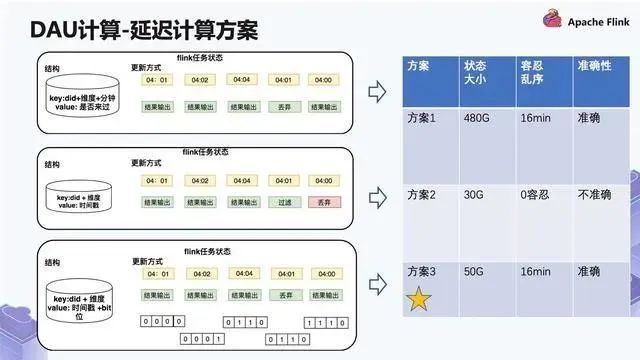 DAU计算-延迟计算方案
Apache Flink
flink任务状态
结构
更新方式
key:did+维度+分钟
value: 是否来过
04：01 04:02 04:04 04:01 04:00
结果输出 结果输出 结果输出 丢弃 结果输出
flink任务状态
结构
更新方式
key:did + 维度
value: 时间戳
04：01 04:02 04:04 04:01 04:00
结果输出 结果输出 结果输出 过滤 丢弃
flink任务状态
结构
更新方式
key:did + 维度
value: 时间戳 +bit
位
04：01 04:02 04:04 04:01 04:00
结果输出 结果输出 结果输出 丢弃 结果输出
0 0 0 0
0 0 0 1
0 1 1 0
0 1 1 0
1 1 1 0
方案 状态大小 容忍乱序 准确性
方案1 480G 16min 准确
方案2 30G 0容忍 不准确
方案3 50G 16min 准确